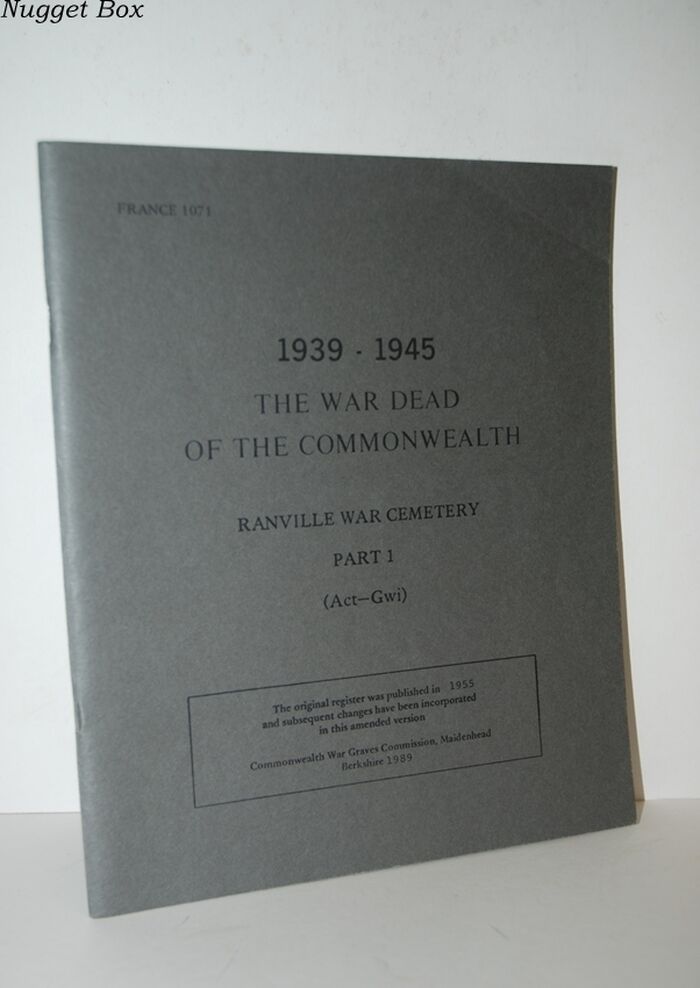 Nugget Box
FRANCE 1071
1939 - 1945
THE WAR DEAD
OF THE COMMONWEALTH
RANVILLE WAR CEMETERY
PART 1
(Act—Gwi)
The original register was published in 1955
and subsequent changes have been incorporated
in this amended version
Commonwealth War Graves Commission, Maidenhead
Berkshire 1989